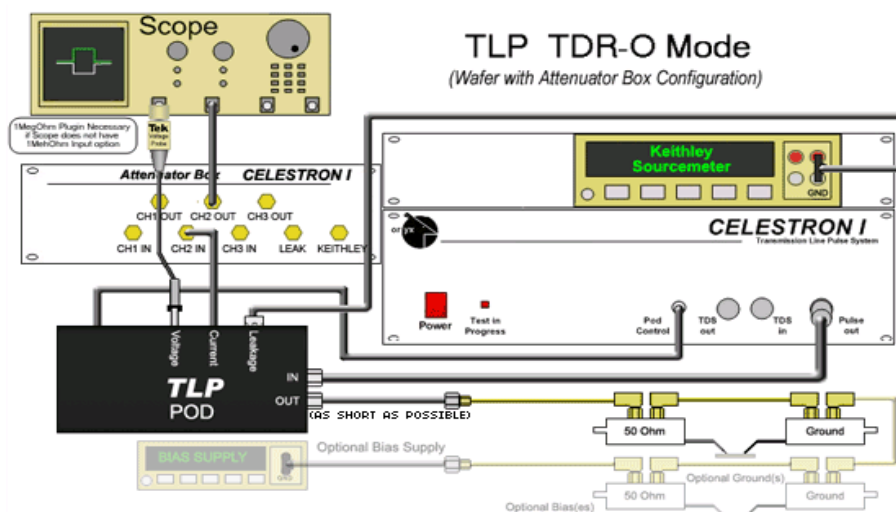 Scope
TLP TDR-O Mode
(Wafer with Attenuator Box Configuration)
1MegOhm Plugin Necessary
if Scope does not have
1MehOhm Input option
Tek
Voltage
Probe
Keithley
Sourcemeter
GND
Attenuator Box CELESTRON I
CH1 OUT CH2 OUT CH3 OUT
CH1 IN CH2 IN CH3 IN LEAK KEITHLEY
oryx
CELESTRON I
Transmission Line Pulse System
Power
Test in
Progress
Pod
Control
TDS
out
TDS
in
Pulse
out
Voltage
Current
Leakage
IN
OUT
TLP
POD
(AS SHORT AS POSSIBLE)
50 Ohm
Ground
BIAS SUPPLY
GND
Optional Bias Supply
Optional Ground(s)
Optional Bias(es)
50 Ohm
Ground